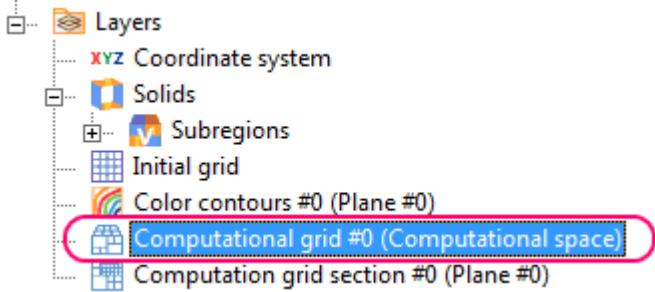 Layers
XYZ Coordinate system
Solids
V Subregions
Initial grid
Color contours #0 (Plane #0)
Computational grid #0 (Computational space)
Computation grid section #0 (Plane #0)